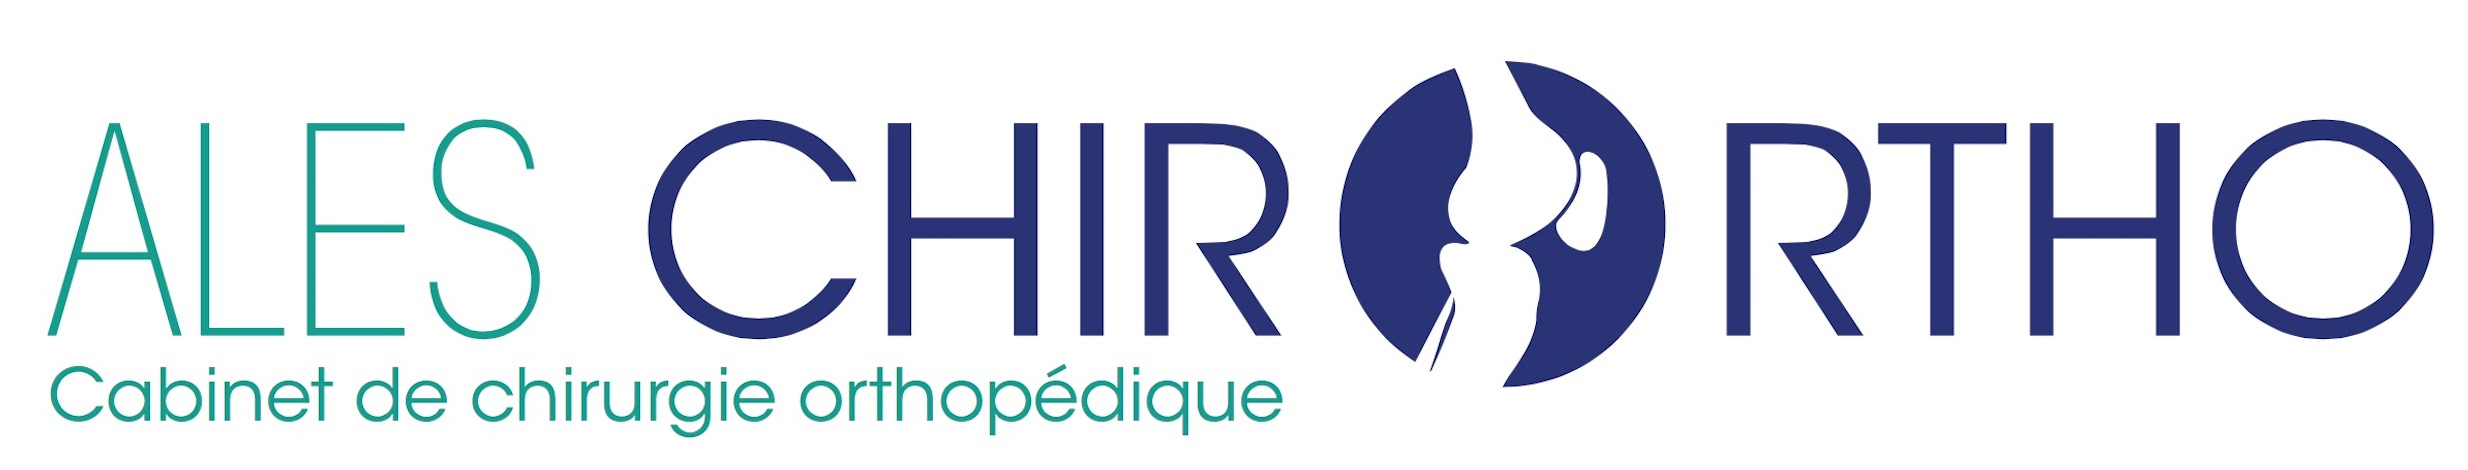 ALES CHIRORTHO
Cabinet de chirurgie orthopédique